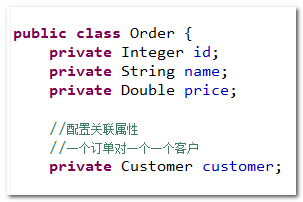 public class Order {
private Integer id;
private String name;
private Double price;
//配置关联属性
//一个订单对一个一个客户
private Customer customer;